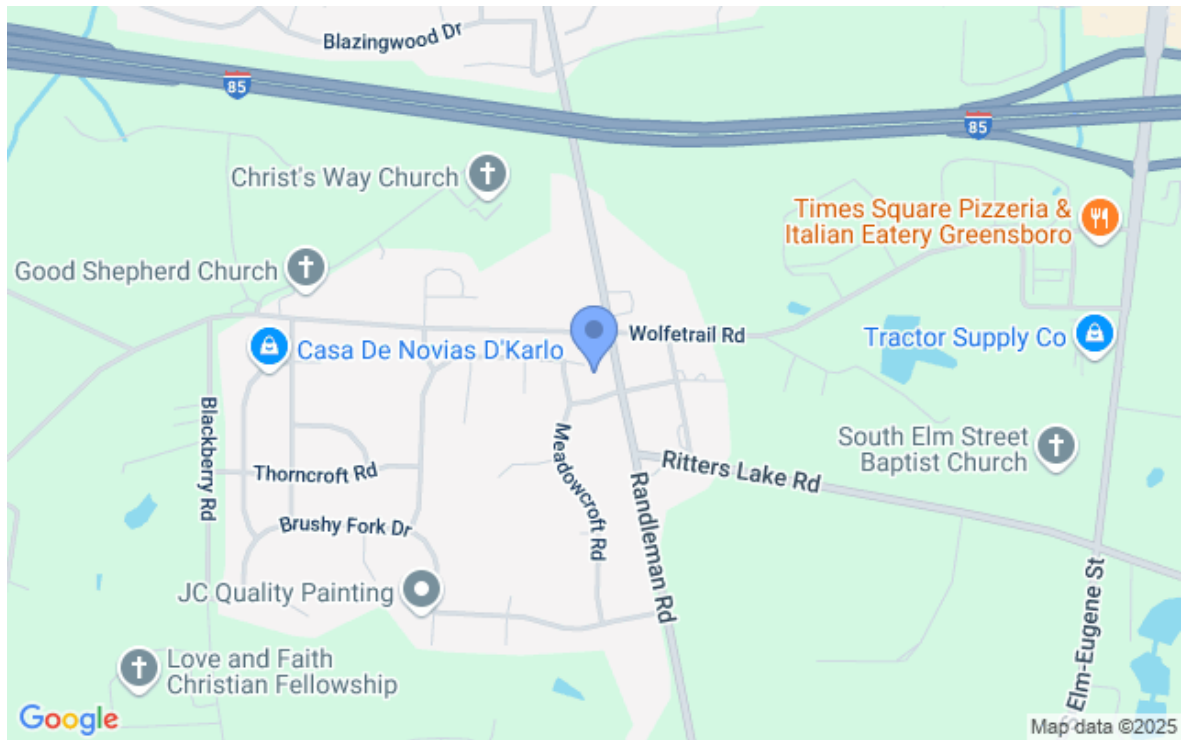 Blazingwood Dr
85
85
Christ's Way Church
Times Square Pizzeria &
Italian Eatery Greensboro
Good Shepherd Church
Wolfetrail Rd
Casa De Novias D'Karlo
Tractor Supply Co
Blackberry Rd
Meadowcroft Rd
South Elm Street
Baptist Church
Thorncroft Rd
Ritters Lake Rd
Randleman Rd
Brushy Fork Dr
JC Quality Painting
S Elm-Eugene St
Love and Faith
Christian Fellowship
Google
Map data ©2025